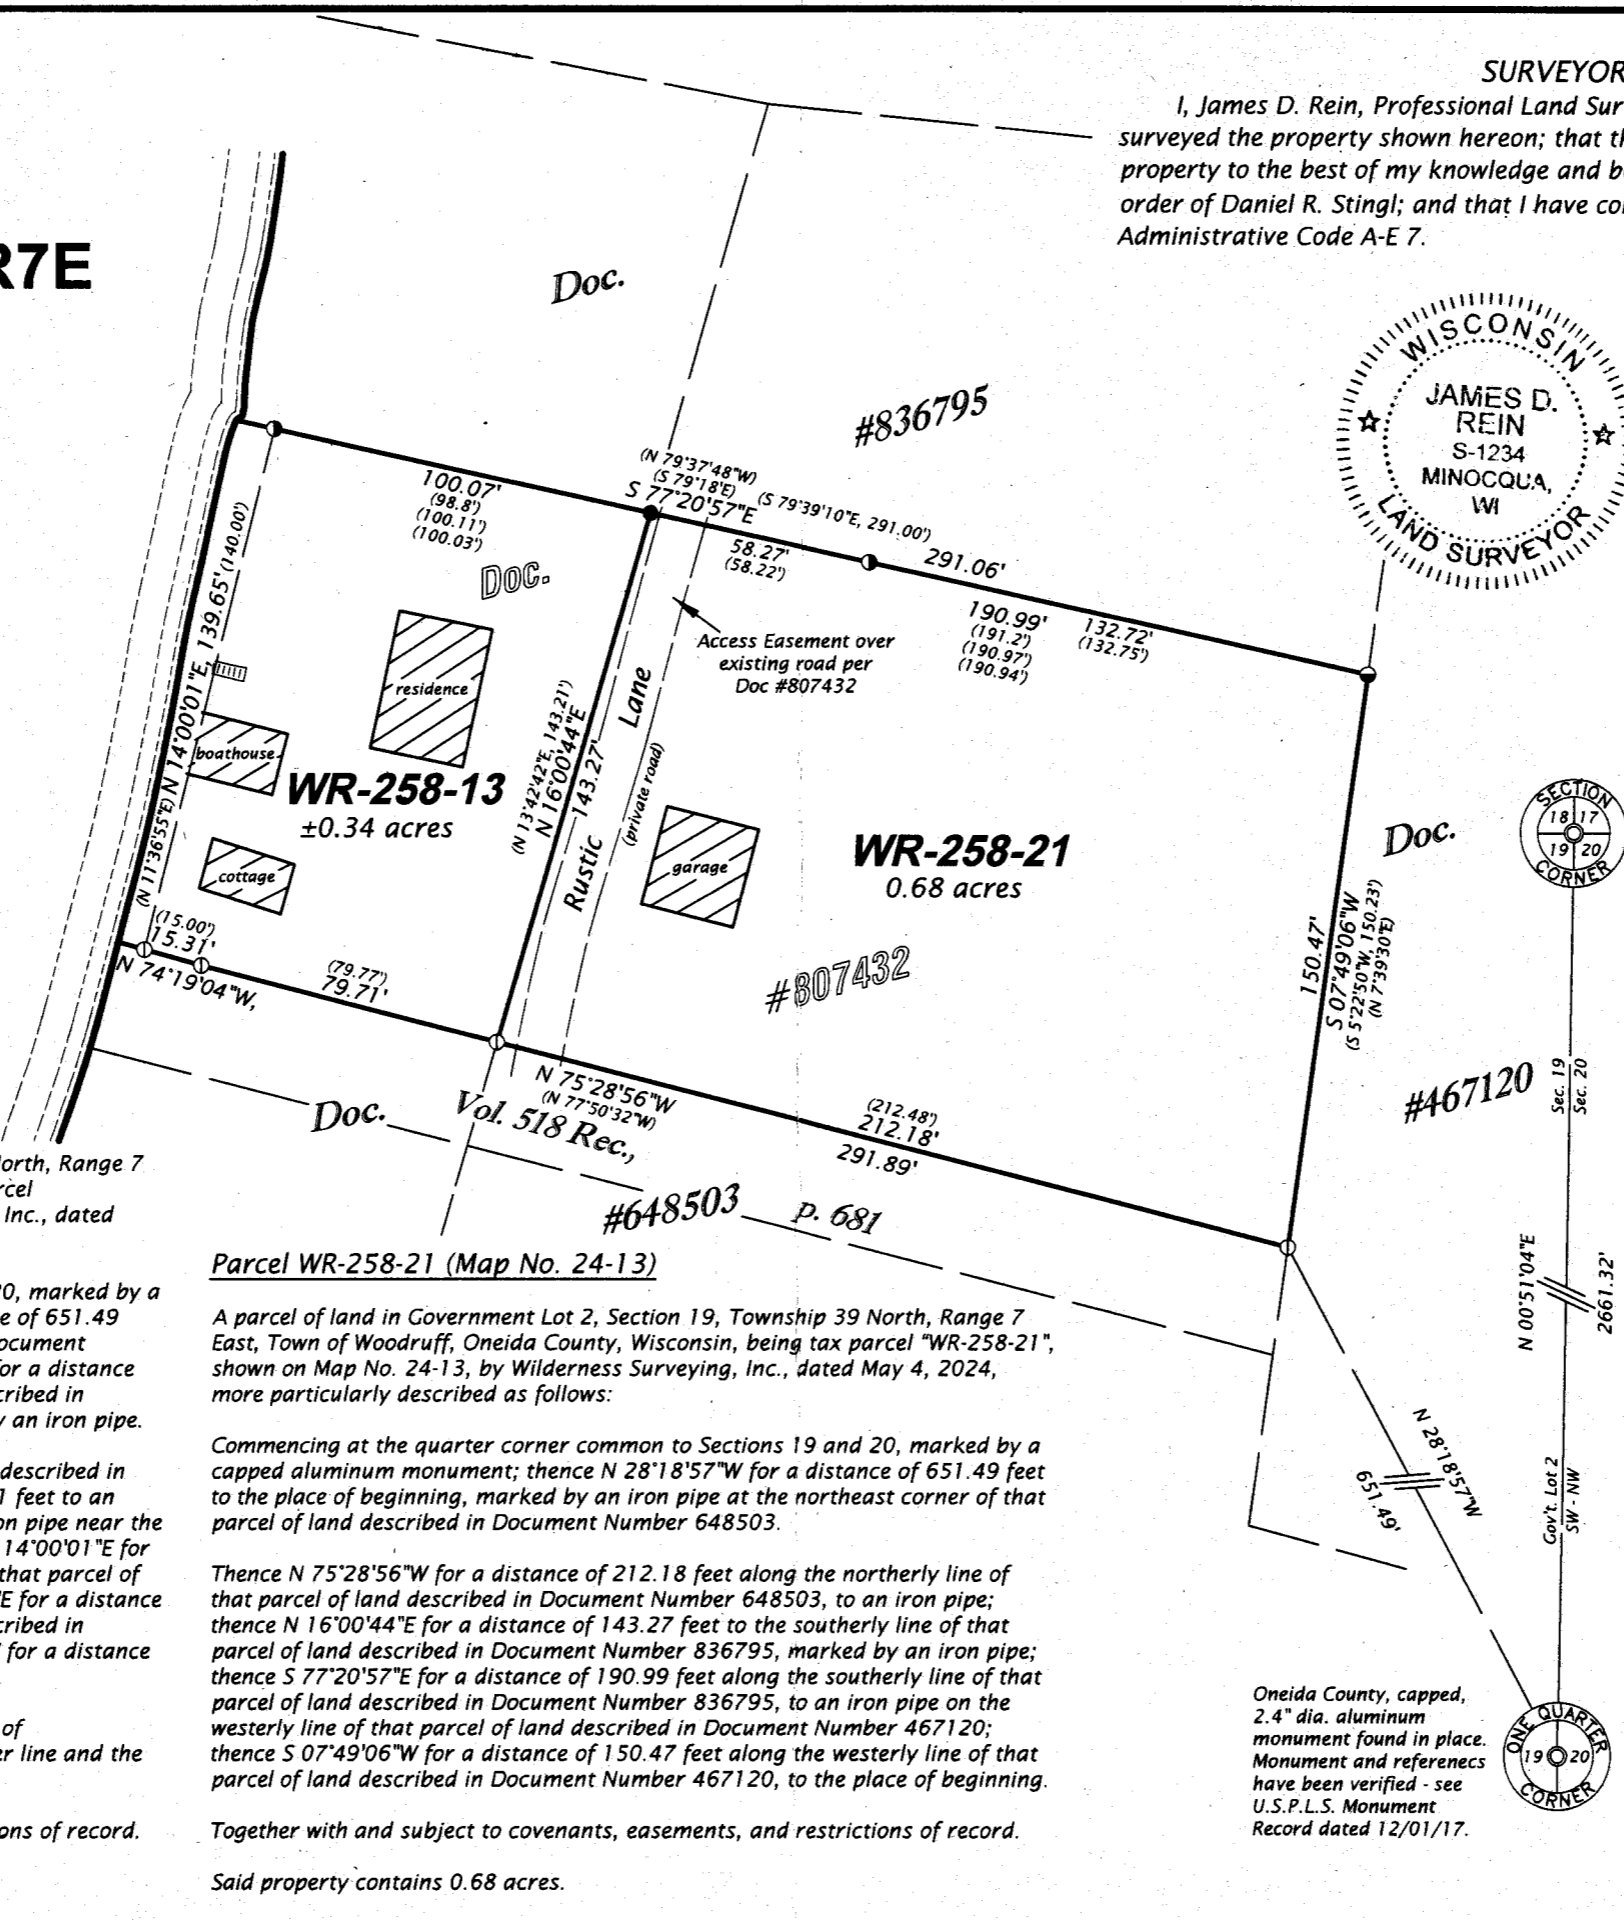 SURVEYOR
I, James D. Rein, Professional Land Sur
surveyed the property shown hereon; that th
property to the best of my knowledge and b
order of Daniel R. Stingl; and that I have co
Administrative Code A-E 7.
R7E
WISCONSIN
JAMES D.
REIN
S-1234
MINOCQUA,
WI
LAND SURVEYOR
Doc.
#836795
100.07'
(98.8')
(100.11')
(100.03')
(N 79°37'48"W)
(S 79°18'E)
S 77°20'57"E
(S 79°39'10"E, 291.00')
58.27'
(58.22')
291.06'
190.99'
(191.2')
(190.97')
(190.94')
132.72'
(132.75')
Doc.
Access Easement over
existing road per
Doc #807432
N 14°00'01"E, 139.65' (140.00')
(N 11°36'55"E)
residence
boathouse
cottage
WR-258-13
±0.34 acres
(N 13°42'42"E, 143.21')
N 16°00'44"E
143.27'
Rustic Lane
(private road)
garage
WR-258-21
0.68 acres
#807432
Doc.
#467120
150.47'
S 07°49'06"W
(S 5°22'50"W, 150.23')
(N 7°39'30"E)
SECTION
18 17
19 20
CORNER
(15.00')
15.31'
N 74°19'04"W,
(79.77')
79.71'
N 75°28'56"W
(N 77°50'32"W)
(212.48')
212.18'
291.89'
Doc.
#648503
Vol. 518 Rec.,
p. 681
Sec. 19
Sec. 20
N 00°51'04"E
2661.32'
N 28°18'57"W
651.49'
Gov't. Lot 2
SW - NW
ONE QUARTER
19 20
CORNER
Oneida County, capped,
2.4" dia. aluminum
monument found in place.
Monument and referenecs
have been verified - see
U.S.P.L.S. Monument
Record dated 12/01/17.
orth, Range 7
rcel
Inc., dated
20, marked by a
e of 651.49
ocument
for a distance
cribed in
y an iron pipe.
described in
1 feet to an
on pipe near the
14°00'01"E for
that parcel of
"E for a distance
cribed in
for a distance
of
er line and the
ons of record.
Parcel WR-258-21 (Map No. 24-13)
A parcel of land in Government Lot 2, Section 19, Township 39 North, Range 7
East, Town of Woodruff, Oneida County, Wisconsin, being tax parcel "WR-258-21",
shown on Map No. 24-13, by Wilderness Surveying, Inc., dated May 4, 2024,
more particularly described as follows:
Commencing at the quarter corner common to Sections 19 and 20, marked by a
capped aluminum monument; thence N 28°18'57"W for a distance of 651.49 feet
to the place of beginning, marked by an iron pipe at the northeast corner of that
parcel of land described in Document Number 648503.
Thence N 75°28'56"W for a distance of 212.18 feet along the northerly line of
that parcel of land described in Document Number 648503, to an iron pipe;
thence N 16°00'44"E for a distance of 143.27 feet to the southerly line of that
parcel of land described in Document Number 836795, marked by an iron pipe;
thence S 77°20'57"E for a distance of 190.99 feet along the southerly line of that
parcel of land described in Document Number 836795, to an iron pipe on the
westerly line of that parcel of land described in Document Number 467120;
thence S 07°49'06"W for a distance of 150.47 feet along the westerly line of that
parcel of land described in Document Number 467120, to the place of beginning.
Together with and subject to covenants, easements, and restrictions of record.
Said property contains 0.68 acres.